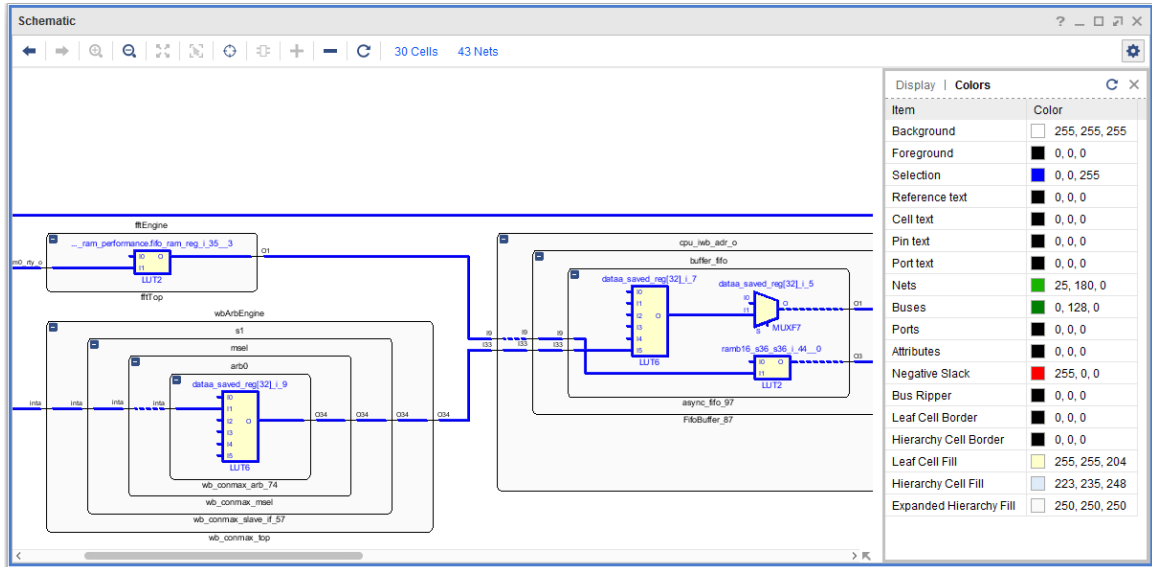 Schematic
30 Cells 43 Nets
Display | Colors
Item Color
Background 255, 255, 255
Foreground 0, 0, 0
Selection 0, 0, 255
Reference text 0, 0, 0
Cell text 0, 0, 0
Pin text 0, 0, 0
Port text 0, 0, 0
Nets 25, 180, 0
Buses 0, 128, 0
Ports 0, 0, 0
Attributes 0, 0, 0
Negative Slack 255, 0, 0
Bus Ripper 0, 0, 0
Leaf Cell Border 0, 0, 0
Hierarchy Cell Border 0, 0, 0
Leaf Cell Fill 255, 255, 204
Hierarchy Cell Fill 223, 235, 248
Expanded Hierarchy Fill 250, 250, 250
fftEngine
..._ram_performance.fifo_ram_reg_i_35__3
m0_rty_o
I0 O
I1
O1
LUT2
fftTop
wbArbEngine
s1
msel
arb0
dataa_saved_reg[32]_i_9
inta inta inta inta
I0
I1
I2 O
I3
I4
I5
O34 O34 O34 O34
LUT6
wb_conmax_arb_74
wb_conmax_msel
wb_conmax_slave_if_57
wb_conmax_top
cpu_iwb_adr_o
buffer_fifo
dataa_saved_reg[32]_i_7
I0
I1
I2 O
I3
I4
I5
LUT6
dataa_saved_reg[32]_i_5
I0 O
I1
S MUXF7
O1
I9 I9 I9
I33 I33 I33
ramb16_s36_s36_i_44__0
I0 O
I1
LUT2
O3
async_fifo_97
FifoBuffer_87